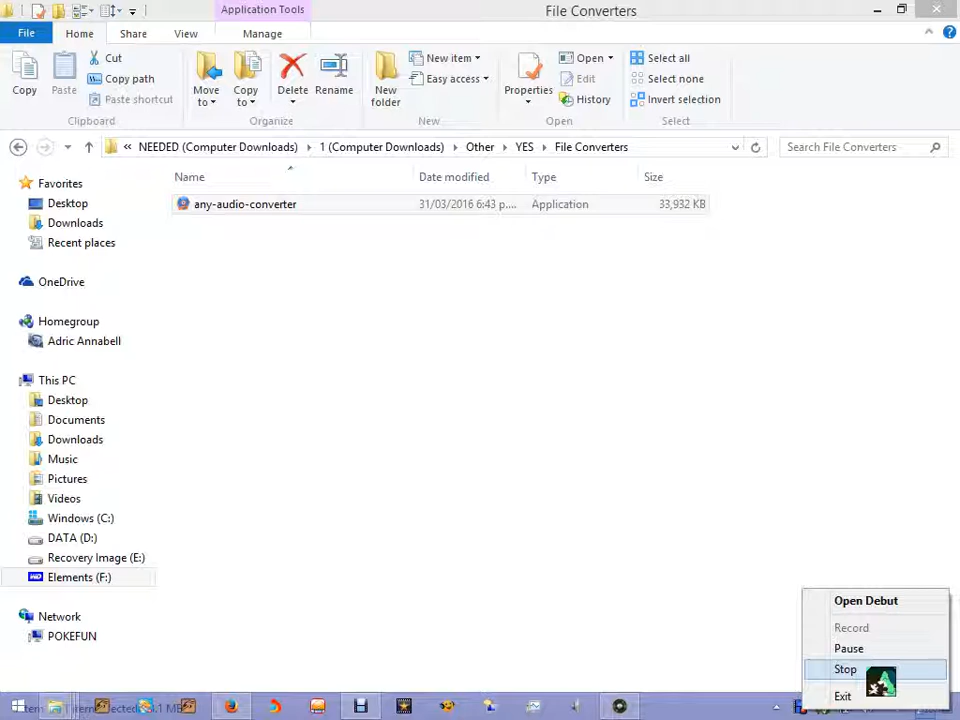 Application Tools
File Converters
File
Home
Share
View
Manage
Copy
Paste
Cut
Copy path
Paste shortcut
Clipboard
Move to
Copy to
Delete
Rename
Organize
New folder
New item
Easy access
New
Properties
Open
Edit
History
Open
Select all
Select none
Invert selection
Select
« NEEDED (Computer Downloads) 1 (Computer Downloads) Other YES File Converters
Search File Converters
Name Date modified Type Size
any-audio-converter 31/03/2016 6:43 p.... Application 33,932 KB
Favorites
Desktop
Downloads
Recent places
OneDrive
Homegroup
Adric Annabell
This PC
Desktop
Documents
Downloads
Music
Pictures
Videos
Windows (C:)
DATA (D:)
Recovery Image (E:)
Elements (F:)
Network
POKEFUN
Open Debut
Record
Pause
Stop
Exit